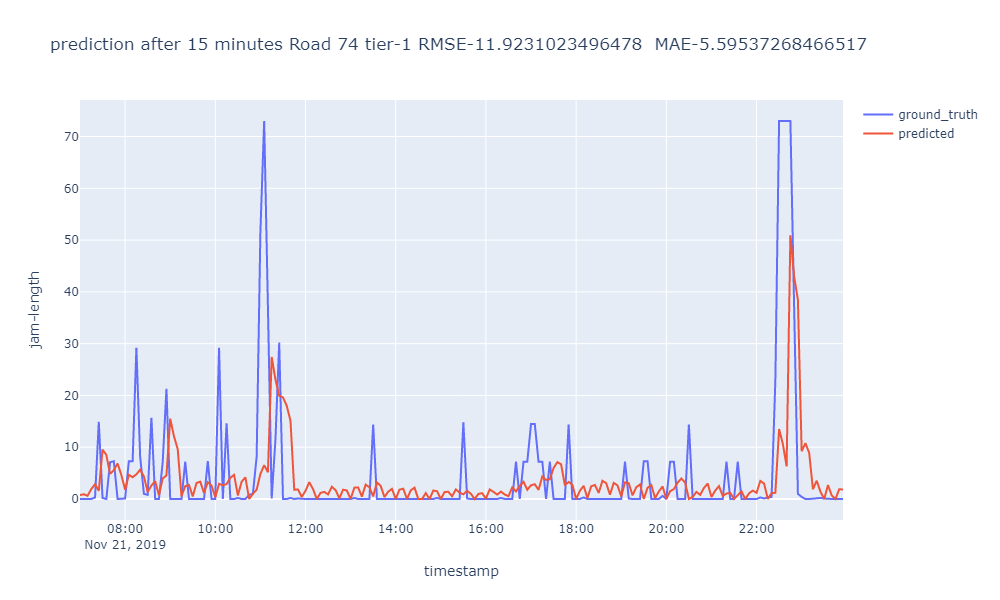 prediction after 15 minutes Road 74 tier-1 RMSE-11.9231023496478  MAE-5.59537268466517
ground_truth
predicted
jam-length
70
60
50
40
30
20
10
0
08:00 10:00 12:00 14:00 16:00 18:00 20:00 22:00
Nov 21, 2019
timestamp